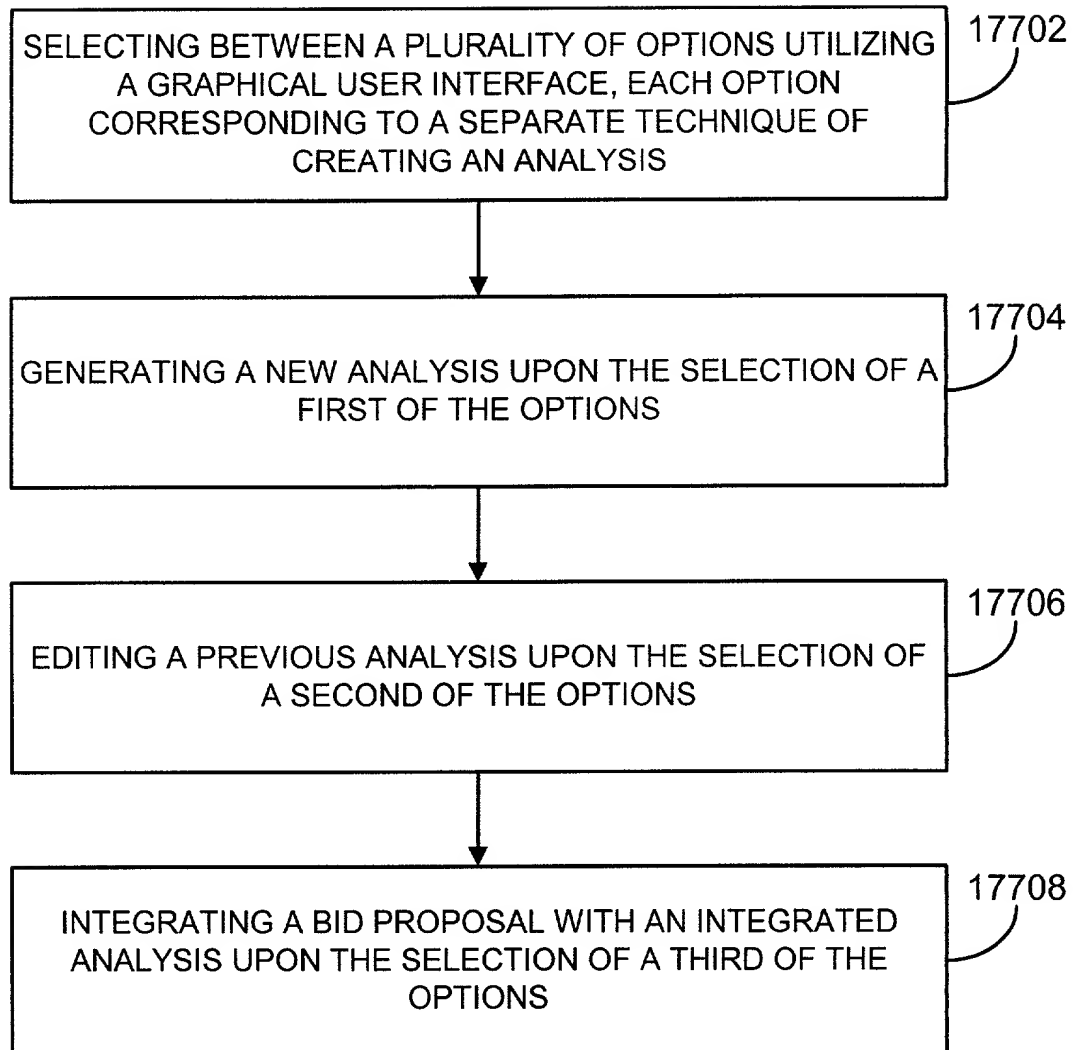 SELECTING BETWEEN A PLURALITY OF OPTIONS UTILIZING
A GRAPHICAL USER INTERFACE, EACH OPTION
CORRESPONDING TO A SEPARATE TECHNIQUE OF
CREATING AN ANALYSIS
17702
GENERATING A NEW ANALYSIS UPON THE SELECTION OF A
FIRST OF THE OPTIONS
17704
EDITING A PREVIOUS ANALYSIS UPON THE SELECTION OF
A SECOND OF THE OPTIONS
17706
INTEGRATING A BID PROPOSAL WITH AN INTEGRATED
ANALYSIS UPON THE SELECTION OF A THIRD OF THE
OPTIONS
17708